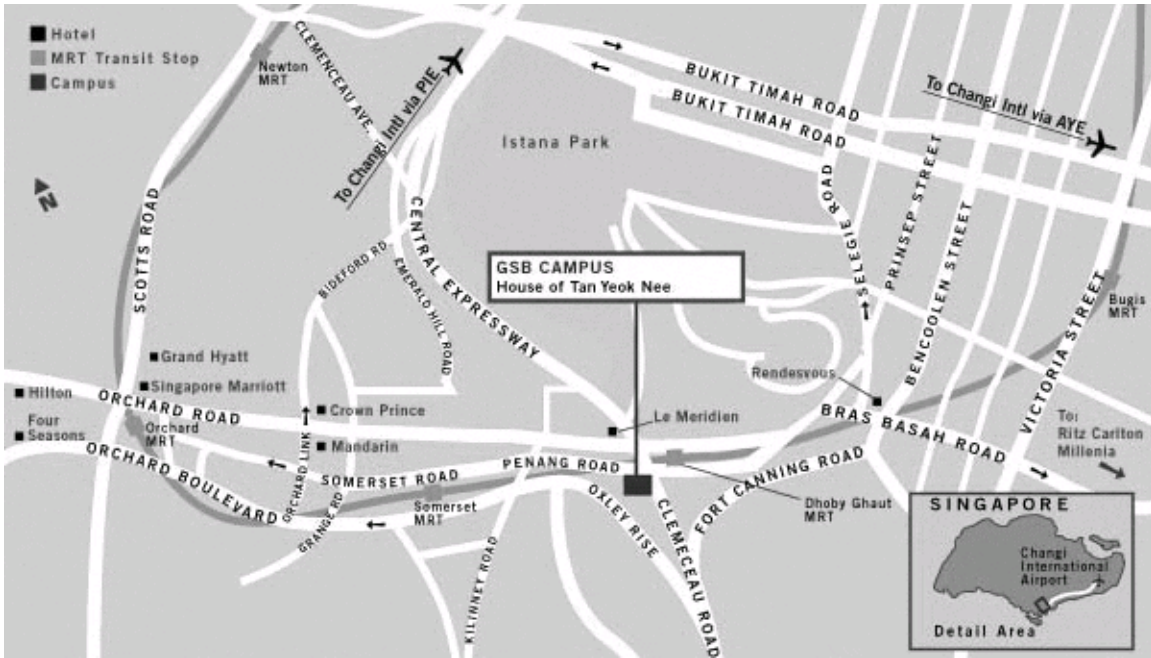 Hotel
MRT Transit Stop
Campus
Newton
MRT
CLEMENCEAU AVE.
To Changi Intl via PIE
BUKIT TIMAH ROAD
BUKIT TIMAH ROAD
To Changi Intl via AYE
Istana Park
N
SCOTTS ROAD
CENTRAL EXPRESSWAY
BIDEFORD RD
EMERALD HILL ROAD
GSB CAMPUS
House of Tan Yeok Nee
SELEGIE ROAD
PRINSEP STREET
BENCOOLEN STREET
VICTORIA STREET
Bugis
MRT
Grand Hyatt
Singapore Marriott
Hilton
ORCHARD ROAD
Four
Seasons
Orchard
MRT
Crown Prince
Mandarin
Le Meridien
Rendesvous
BRAS BASAH ROAD
To:
Ritz Carlton
Millenia
ORCHARD BOULEVARD
ORCHARD LINK
SOMERSET ROAD
PENANG ROAD
GRANGE RD
Somerset
MRT
OXLEY RISE
CLEMECEAU ROAD
FORT CANNING ROAD
Dhoby Ghaut
MRT
KILINNEY ROAD
SINGAPORE
Changi
International
Airport
Detail Area